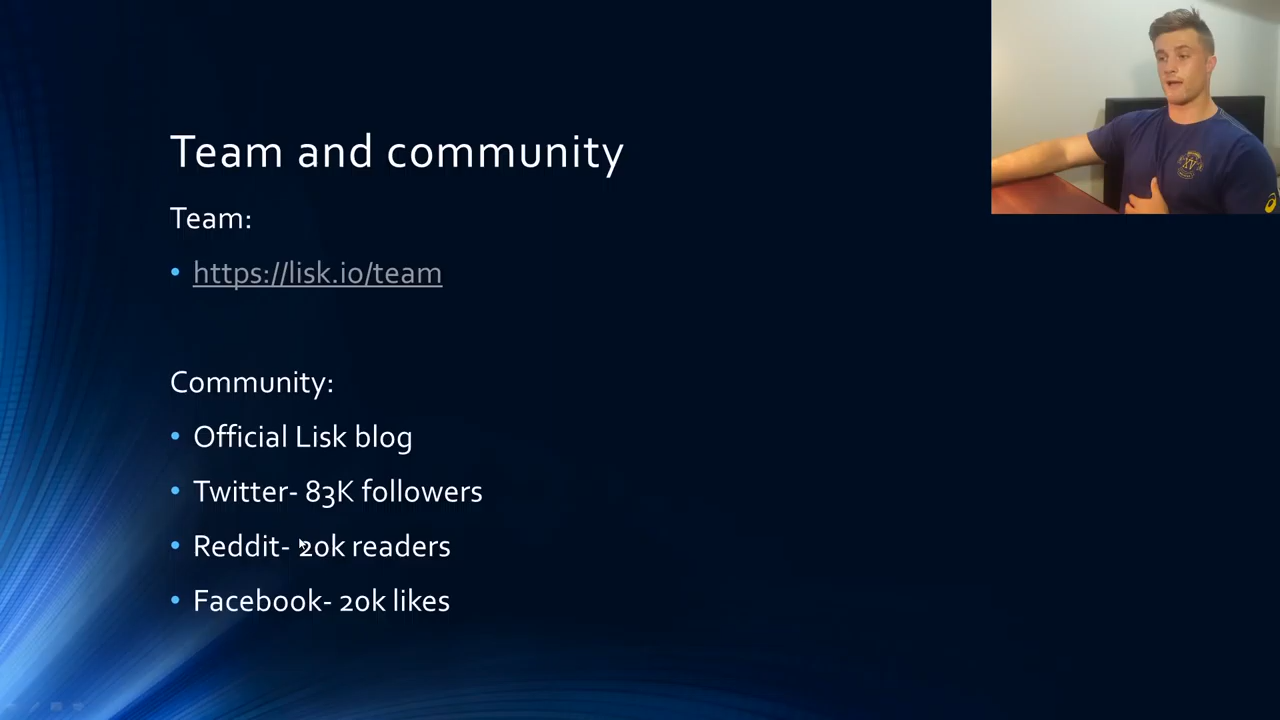 Team and community
Team:
• https://lisk.io/team
Community:
• Official Lisk blog
• Twitter- 83K followers
• Reddit- 20k readers
• Facebook- 20k likes